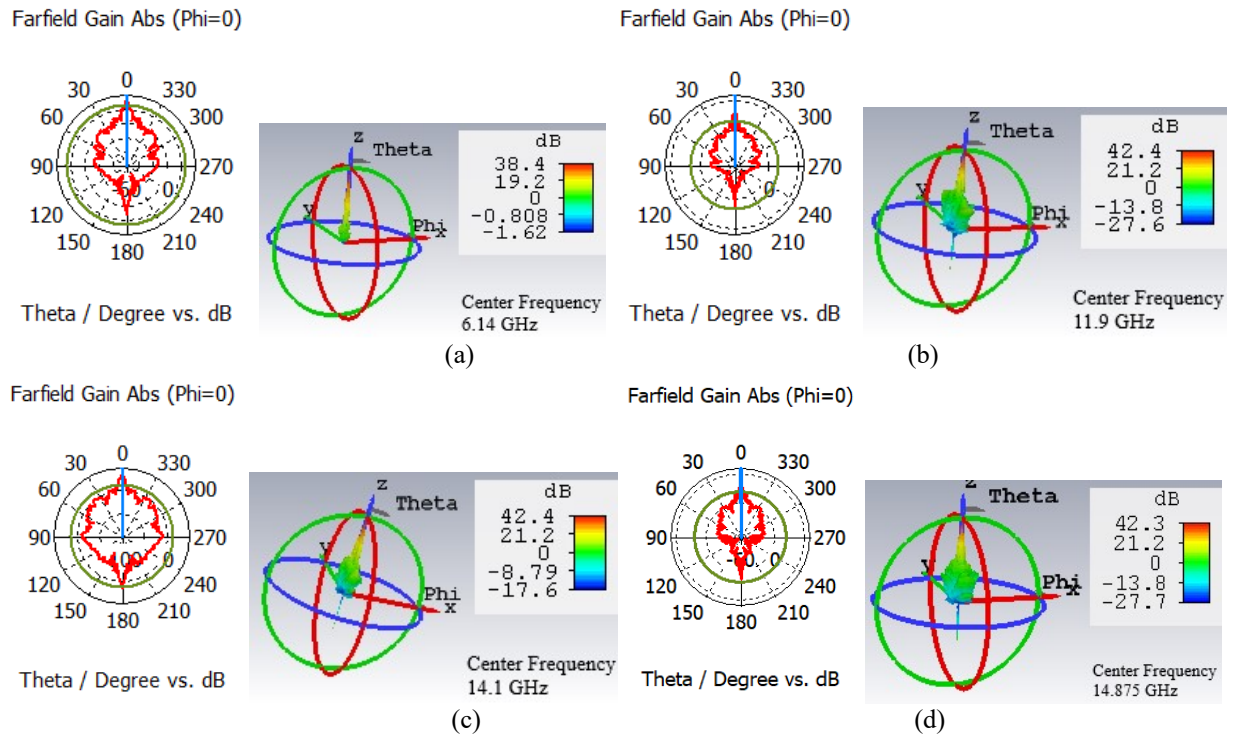 Farfield Gain Abs (Phi=0)
0
30 330
60 300
90 270
120 240
150 210
180
0
Theta / Degree vs. dB
z
Theta
y
Phi
x
dB
38.4
19.2
0
-0.808
-1.62
Center Frequency
6.14 GHz
(a)
Farfield Gain Abs (Phi=0)
0
30 330
60 300
90 270
120 240
150 210
180
0
Theta / Degree vs. dB
z
Theta
y
Phi
x
dB
42.4
21.2
0
-13.8
-27.6
Center Frequency
11.9 GHz
(b)
Farfield Gain Abs (Phi=0)
0
30 330
60 300
90 270
120 240
150 210
180
0
Theta / Degree vs. dB
z
Theta
y
Phi
x
dB
42.4
21.2
0
-8.79
-17.6
Center Frequency
14.1 GHz
(c)
Farfield Gain Abs (Phi=0)
0
30 330
60 300
90 270
120 240
150 210
180
0
Theta / Degree vs. dB
z
Theta
y
Phi
x
dB
42.3
21.2
0
-13.8
-27.7
Center Frequency
14.875 GHz
(d)